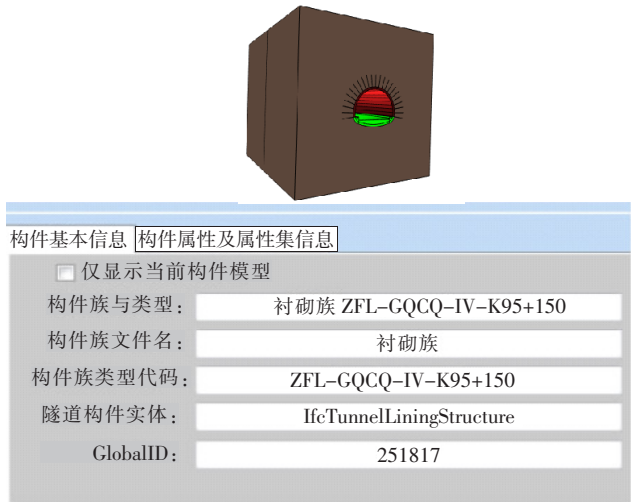 构件基本信息 构件属性及属性集信息
仅显示当前构件模型
构件族与类型： 衬砌族 ZFL-GQCQ-IV-K95+150
构件族文件名： 衬砌族
构件族类型代码： ZFL-GQCQ-IV-K95+150
隧道构件实体： IfcTunnelLiningStructure
GlobalID： 251817